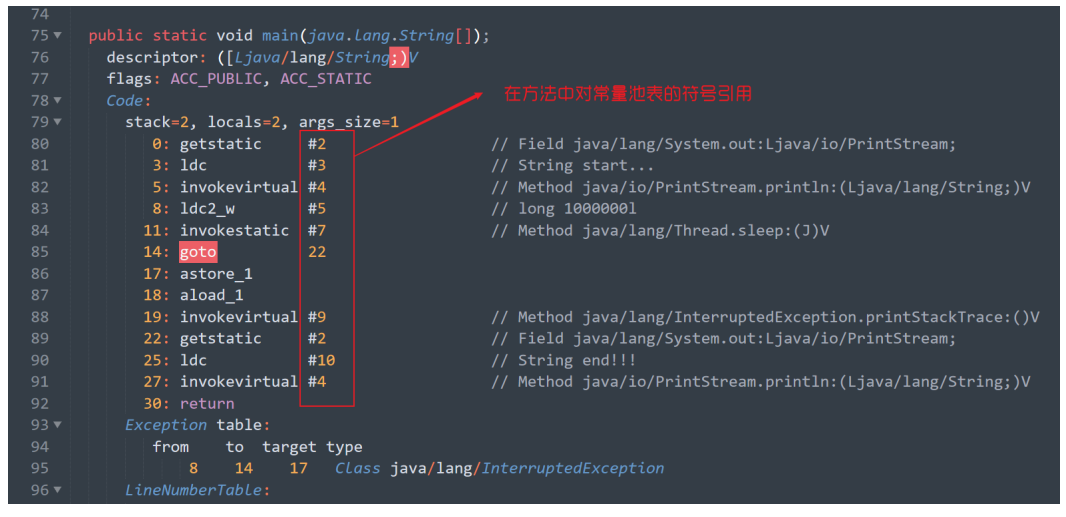 74
75 public static void main(java.lang.String[]);
76 descriptor: ([Ljava/lang/String;)V
77 flags: ACC_PUBLIC, ACC_STATIC
78 Code:
在方法中对常量池表的符号引用
79 stack=2, locals=2, args_size=1
80 0: getstatic #2 // Field java/lang/System.out:Ljava/io/PrintStream;
81 3: ldc #3 // String start...
82 5: invokevirtual #4 // Method java/io/PrintStream.println:(Ljava/lang/String;)V
83 8: ldc2_w #5 // long 1000000l
84 11: invokestatic #7 // Method java/lang/Thread.sleep:(J)V
85 14: goto 22
86 17: astore_1
87 18: aload_1
88 19: invokevirtual #9 // Method java/lang/InterruptedException.printStackTrace:()V
89 22: getstatic #2 // Field java/lang/System.out:Ljava/io/PrintStream;
90 25: ldc #10 // String end!!!
91 27: invokevirtual #4 // Method java/io/PrintStream.println:(Ljava/lang/String;)V
92 30: return
93 Exception table:
94 from to target type
95 8 14 17 Class java/lang/InterruptedException
96 LineNumberTable: